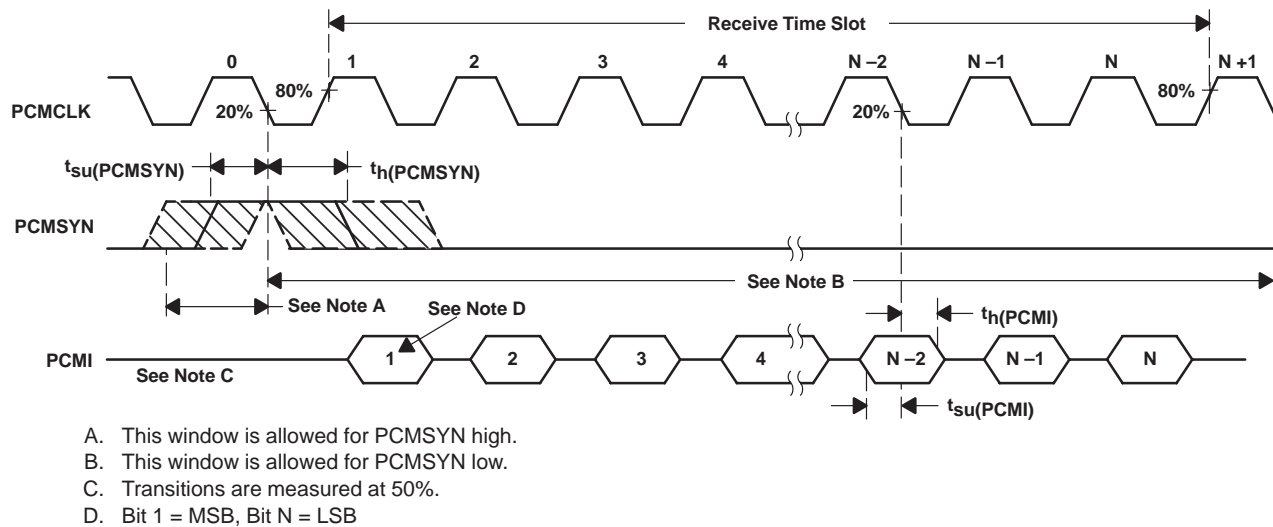 Receive Time Slot
0 1 2 3 4 N –2 N –1 N N +1
80% 80%
PCMCLK 20% 20%
tsu(PCMSYN) th(PCMSYN)
PCMSYN
See Note B
See Note A
See Note D th(PCMI)
PCMI 1 2 3 4 N –2 N –1 N
See Note C
tsu(PCMI)
A. This window is allowed for PCMSYN high.
B. This window is allowed for PCMSYN low.
C. Transitions are measured at 50%.
D. Bit 1 = MSB, Bit N = LSB